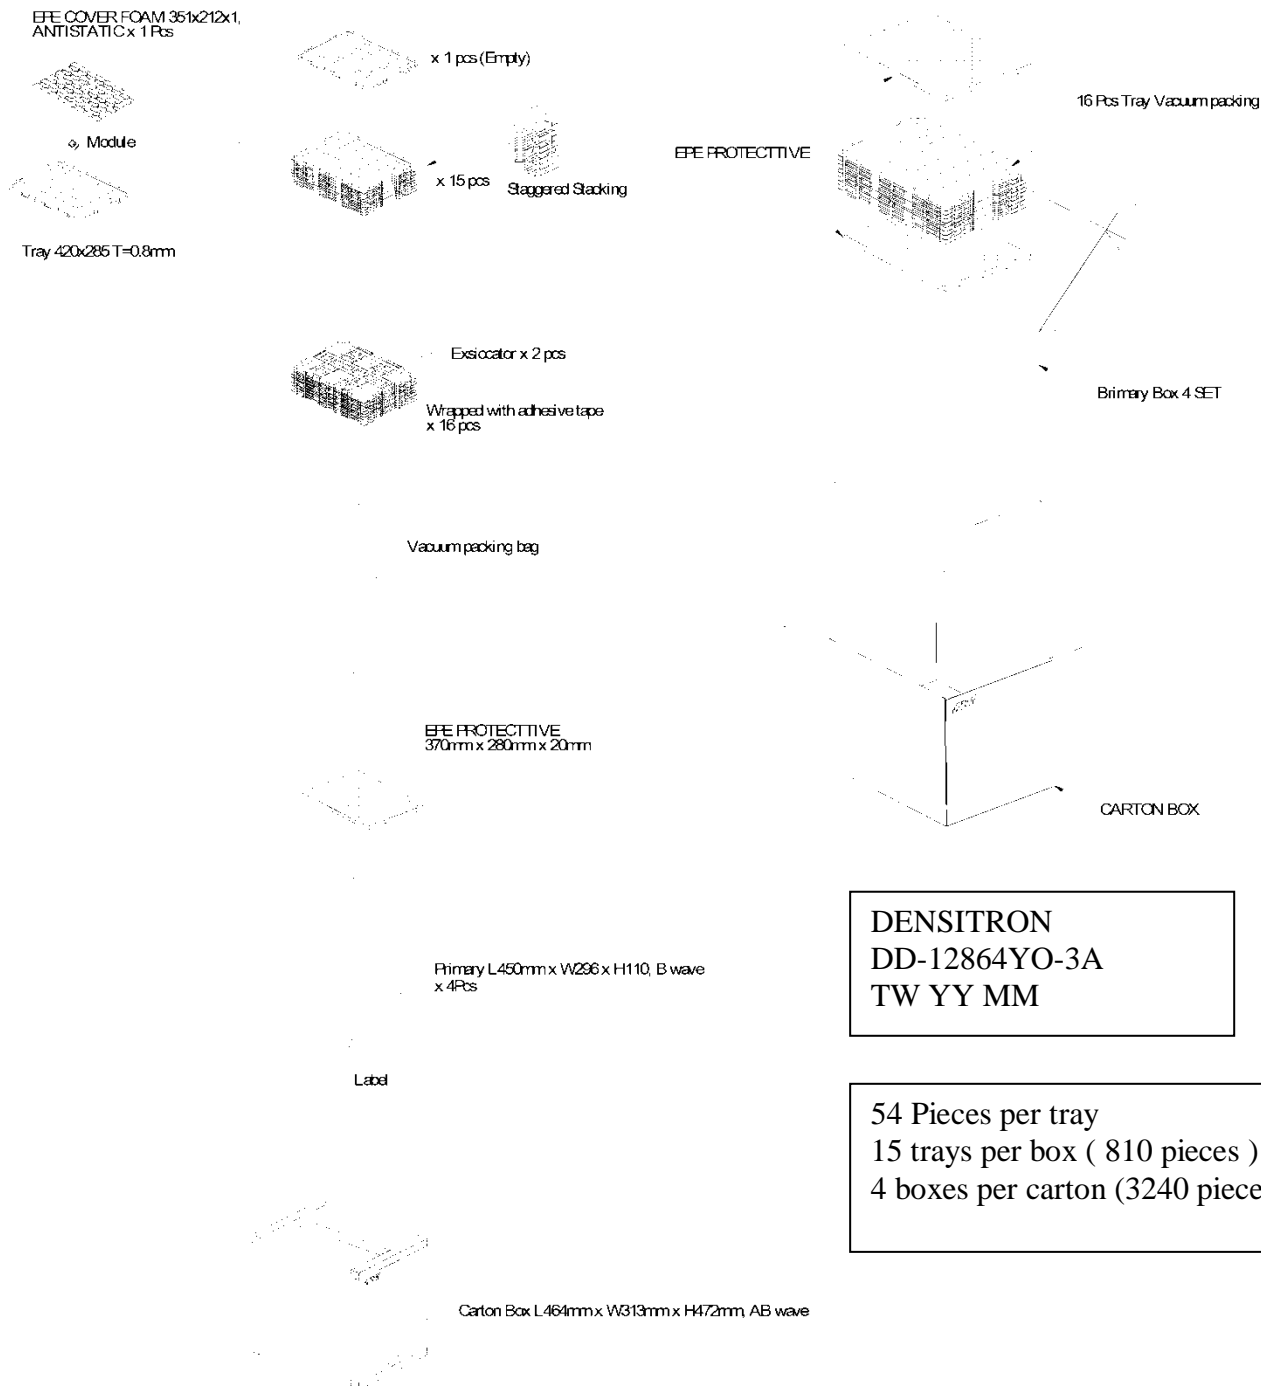 EPE COVER FOAM 351x212x1,
ANTISTATIC x 1 Pcs
Module
Tray 420x285 T=0.8mm
x 1 pcs (Empty)
x 15 pcs
Staggered Stacking
Exsiccator x 2 pcs
Wrapped with adhesive tape
x 16 pcs
Vacuum packing bag
EPE PROTECTTIVE
370mm x 280mm x 20mm
Primary L450mm x W296 x H110, B wave
x 4Pcs
Label
Carton Box L464mm x W313mm x H472mm, AB wave
16 Pcs Tray Vacuum packing
EPE PROTECTTIVE
Brimary Box 4 SET
CARTON BOX
DENSITRON
DD-12864YO-3A
TW YY MM
54 Pieces per tray
15 trays per box ( 810 pieces )
4 boxes per carton (3240 piece